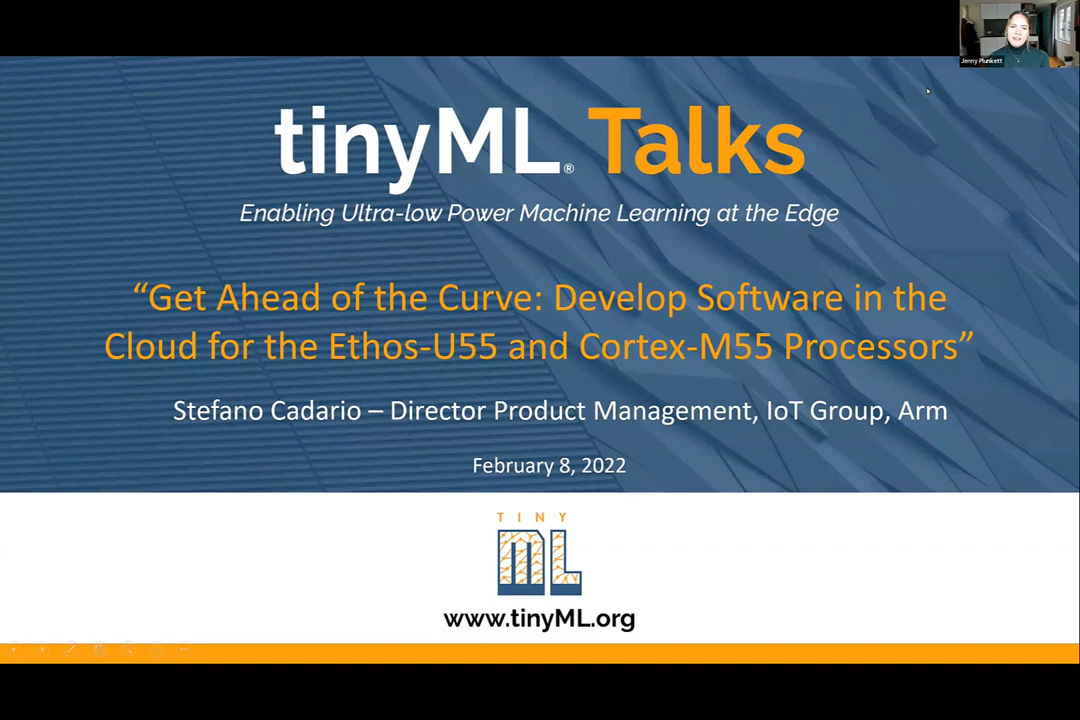 Jenny Plunkett
tinyML® Talks
Enabling Ultra-low Power Machine Learning at the Edge
“Get Ahead of the Curve: Develop Software in the
Cloud for the Ethos-U55 and Cortex-M55 Processors”
Stefano Cadario – Director Product Management, IoT Group, Arm
February 8, 2022
TINY
ML
www.tinyML.org